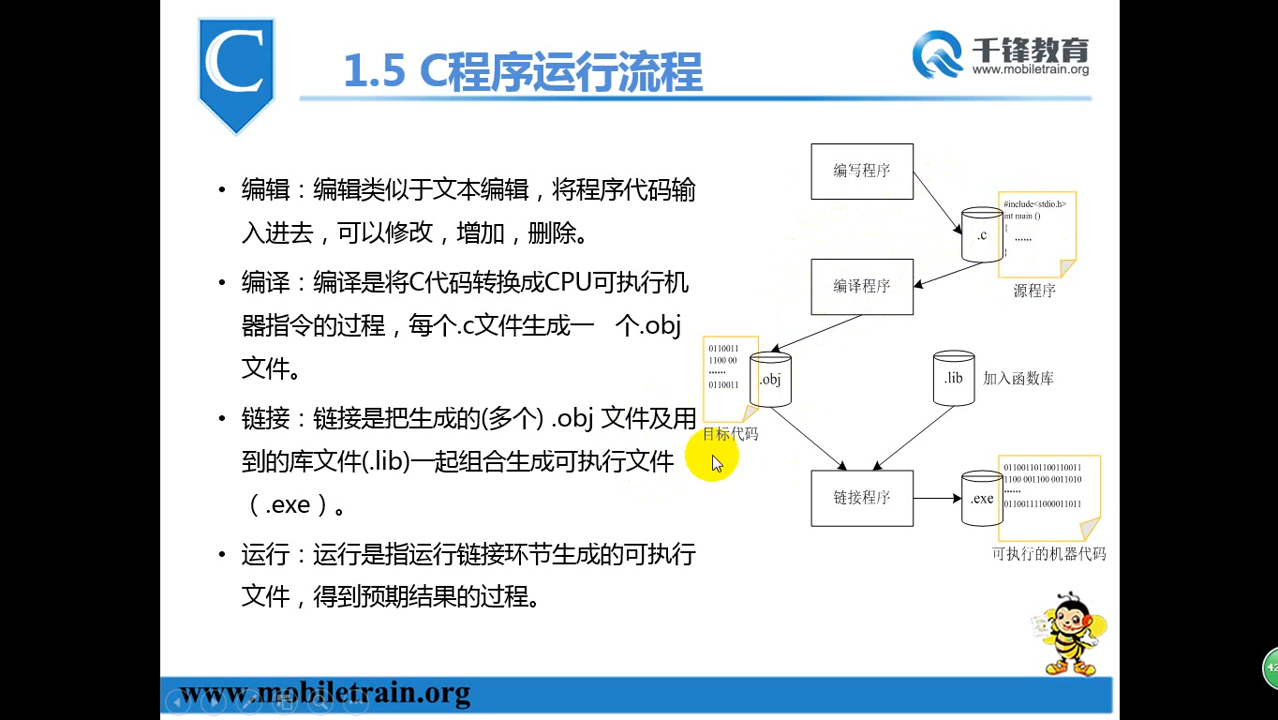 C
1.5 C程序运行流程
千锋教育
www.mobiletrain.org
• 编辑：编辑类似于文本编辑，将程序代码输
入进去，可以修改，增加，删除。
• 编译：编译是将C代码转换成CPU可执行机
器指令的过程，每个.c文件生成一 个.obj
文件。
• 链接：链接是把生成的(多个) .obj 文件及用
到的库文件(.lib)一起组合生成可执行文件
（.exe）。
• 运行：运行是指运行链接环节生成的可执行
文件，得到预期结果的过程。
编写程序
.c
#include<stdio.h>
int main ()
{
......
}
源程序
编译程序
0110011
1100 00
......
0110011
.obj
目标代码
.lib
加入函数库
链接程序
.exe
011001101100110011
1100 001100 0011010
......
011001111000011011
可执行的机器代码
www.mobiletrain.org
42